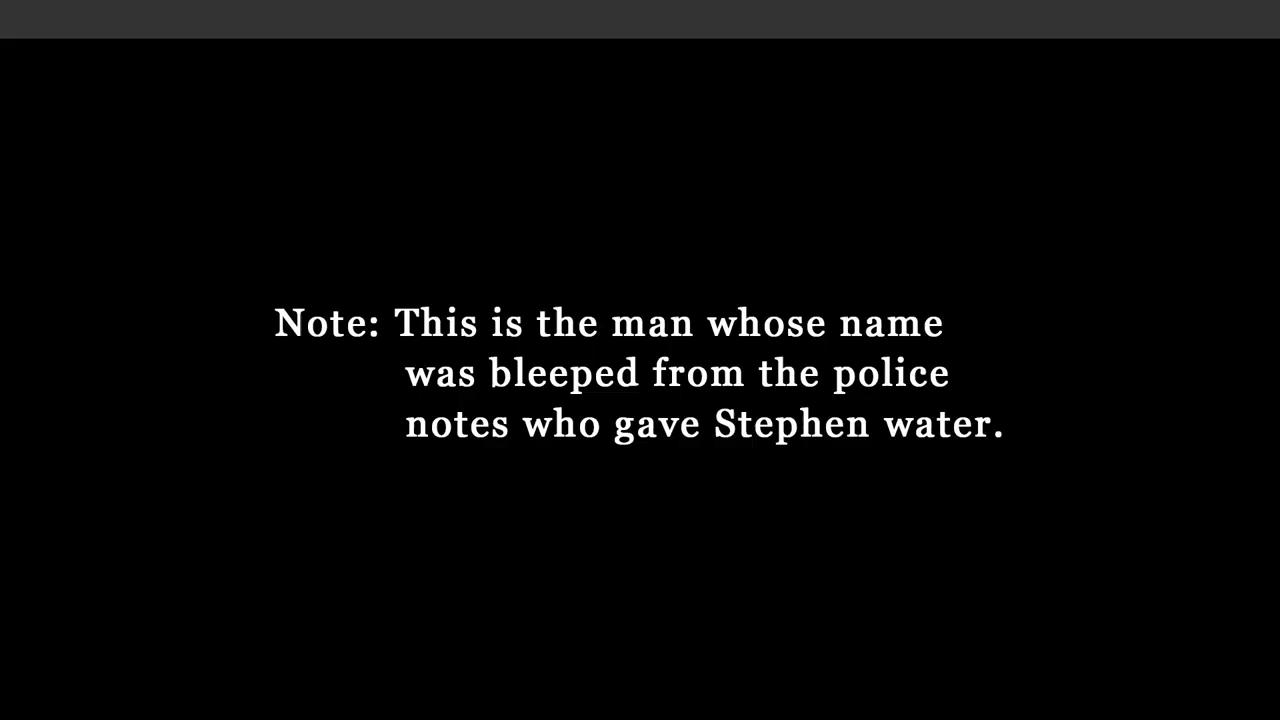 Note: This is the man whose name
was bleeped from the police
notes who gave Stephen water.